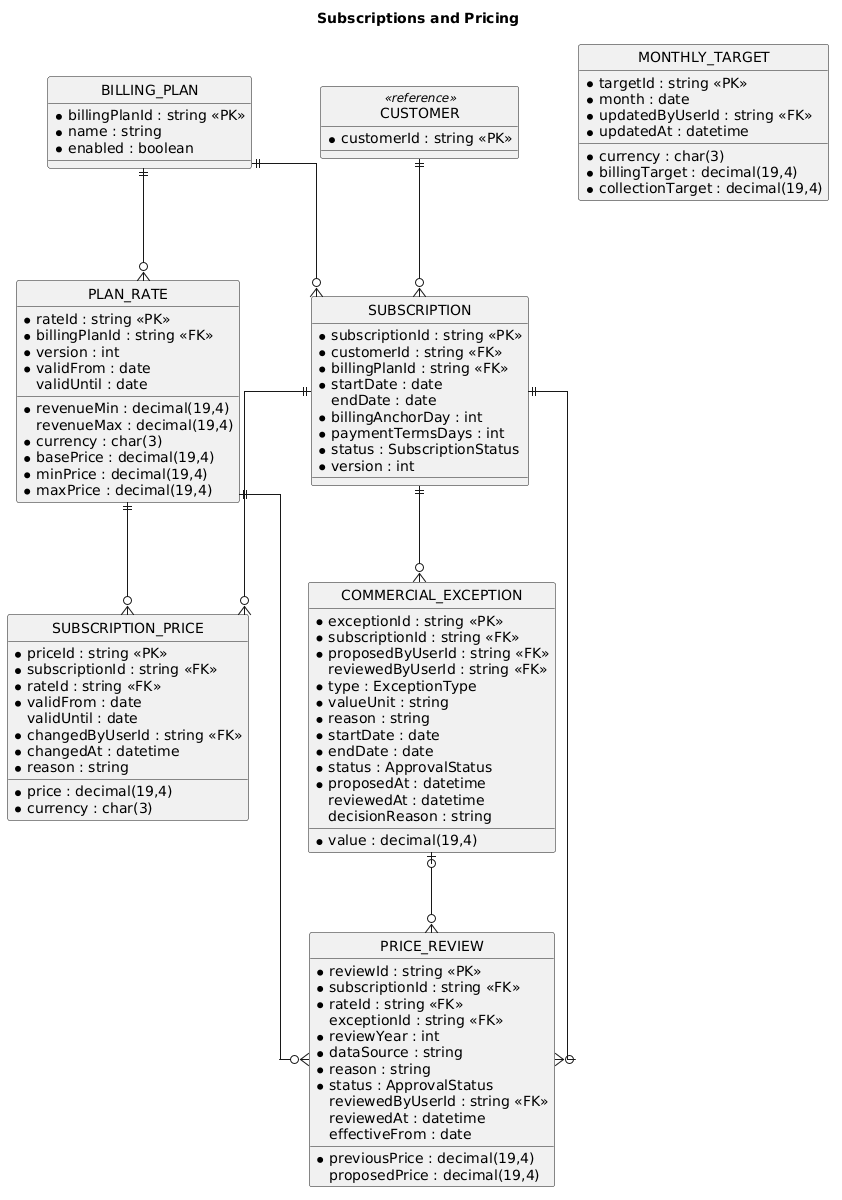 Subscriptions and Pricing
BILLING_PLAN
billingPlanId : string «PK»
name : string
enabled : boolean
«reference»
CUSTOMER
customerId : string «PK»
MONTHLY_TARGET
targetId : string «PK»
month : date
updatedByUserId : string «FK»
updatedAt : datetime
currency : char(3)
billingTarget : decimal(19,4)
collectionTarget : decimal(19,4)
PLAN_RATE
rateId : string «PK»
billingPlanId : string «FK»
version : int
validFrom : date
validUntil : date
revenueMin : decimal(19,4)
revenueMax : decimal(19,4)
currency : char(3)
basePrice : decimal(19,4)
minPrice : decimal(19,4)
maxPrice : decimal(19,4)
SUBSCRIPTION
subscriptionId : string «PK»
customerId : string «FK»
billingPlanId : string «FK»
startDate : date
endDate : date
billingAnchorDay : int
paymentTermsDays : int
status : SubscriptionStatus
version : int
SUBSCRIPTION_PRICE
priceId : string «PK»
subscriptionId : string «FK»
rateId : string «FK»
validFrom : date
validUntil : date
changedByUserId : string «FK»
changedAt : datetime
reason : string
price : decimal(19,4)
currency : char(3)
COMMERCIAL_EXCEPTION
exceptionId : string «PK»
subscriptionId : string «FK»
proposedByUserId : string «FK»
reviewedByUserId : string «FK»
type : ExceptionType
valueUnit : string
reason : string
startDate : date
endDate : date
status : ApprovalStatus
proposedAt : datetime
reviewedAt : datetime
decisionReason : string
value : decimal(19,4)
PRICE_REVIEW
reviewId : string «PK»
subscriptionId : string «FK»
rateId : string «FK»
exceptionId : string «FK»
reviewYear : int
dataSource : string
reason : string
status : ApprovalStatus
reviewedByUserId : string «FK»
reviewedAt : datetime
effectiveFrom : date
previousPrice : decimal(19,4)
proposedPrice : decimal(19,4)